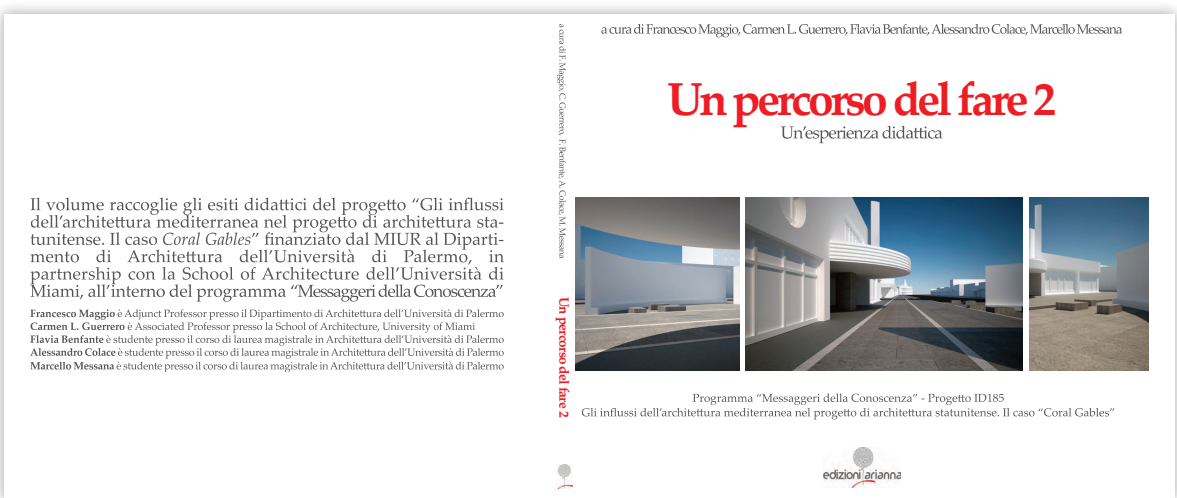 Il volume raccoglie gli esiti didattici del progetto “Gli influssi
dell’architettura mediterranea nel progetto di architettura sta-
tunitense. Il caso Coral Gables” finanziato dal MIUR al Diparti-
mento di Architettura dell’Università di Palermo, in
partnership con la School of Architecture dell’Università di
Miami, all’interno del programma “Messaggeri della Conoscenza”
Francesco Maggio è Adjunct Professor presso il Dipartimento di Architettura dell’Università di Palermo
Carmen L. Guerrero è Associated Professor presso la School of Architecture, University of Miami
Flavia Benfante è studente presso il corso di laurea magistrale in Architettura dell’Università di Palermo
Alessandro Colace è studente presso il corso di laurea magistrale in Architettura dell’Università di Palermo
Marcello Messana è studente presso il corso di laurea magistrale in Architettura dell’Università di Palermo
a cura di F. Maggio, C. Guerrero, F. Benfante, A. Colace, M. Messana
Un percorso del fare 2
a cura di Francesco Maggio, Carmen L. Guerrero, Flavia Benfante, Alessandro Colace, Marcello Messana
Un percorso del fare 2
Un’esperienza didattica
Programma “Messaggeri della Conoscenza” - Progetto ID185
Gli influssi dell’architettura mediterranea nel progetto di architettura statunitense. Il caso “Coral Gables”
edizioni arianna